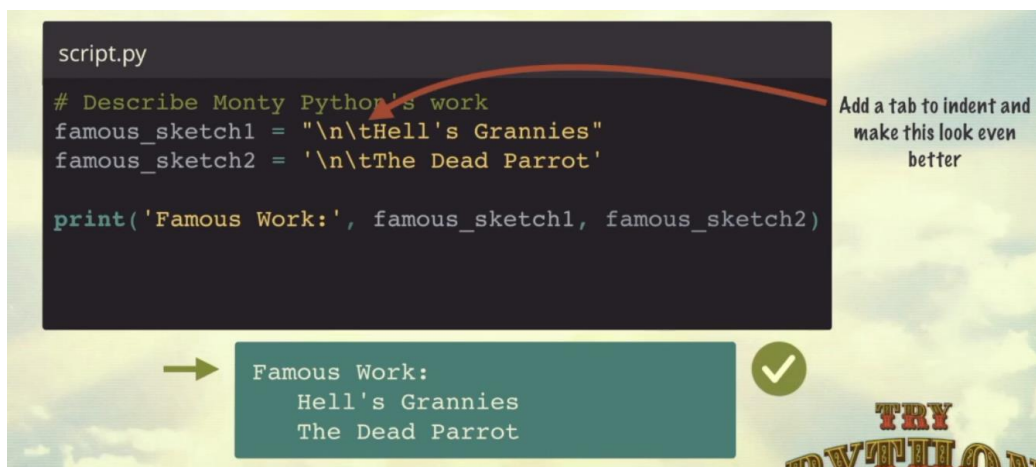 script.py
# Describe Monty Python's work
famous_sketch1 = "\n\tHell's Grannies"
famous_sketch2 = '\n\tThe Dead Parrot'
print('Famous Work:', famous_sketch1, famous_sketch2)
Add a tab to indent and
make this look even
better
Famous Work:
Hell's Grannies
The Dead Parrot
TRY
PYTHON